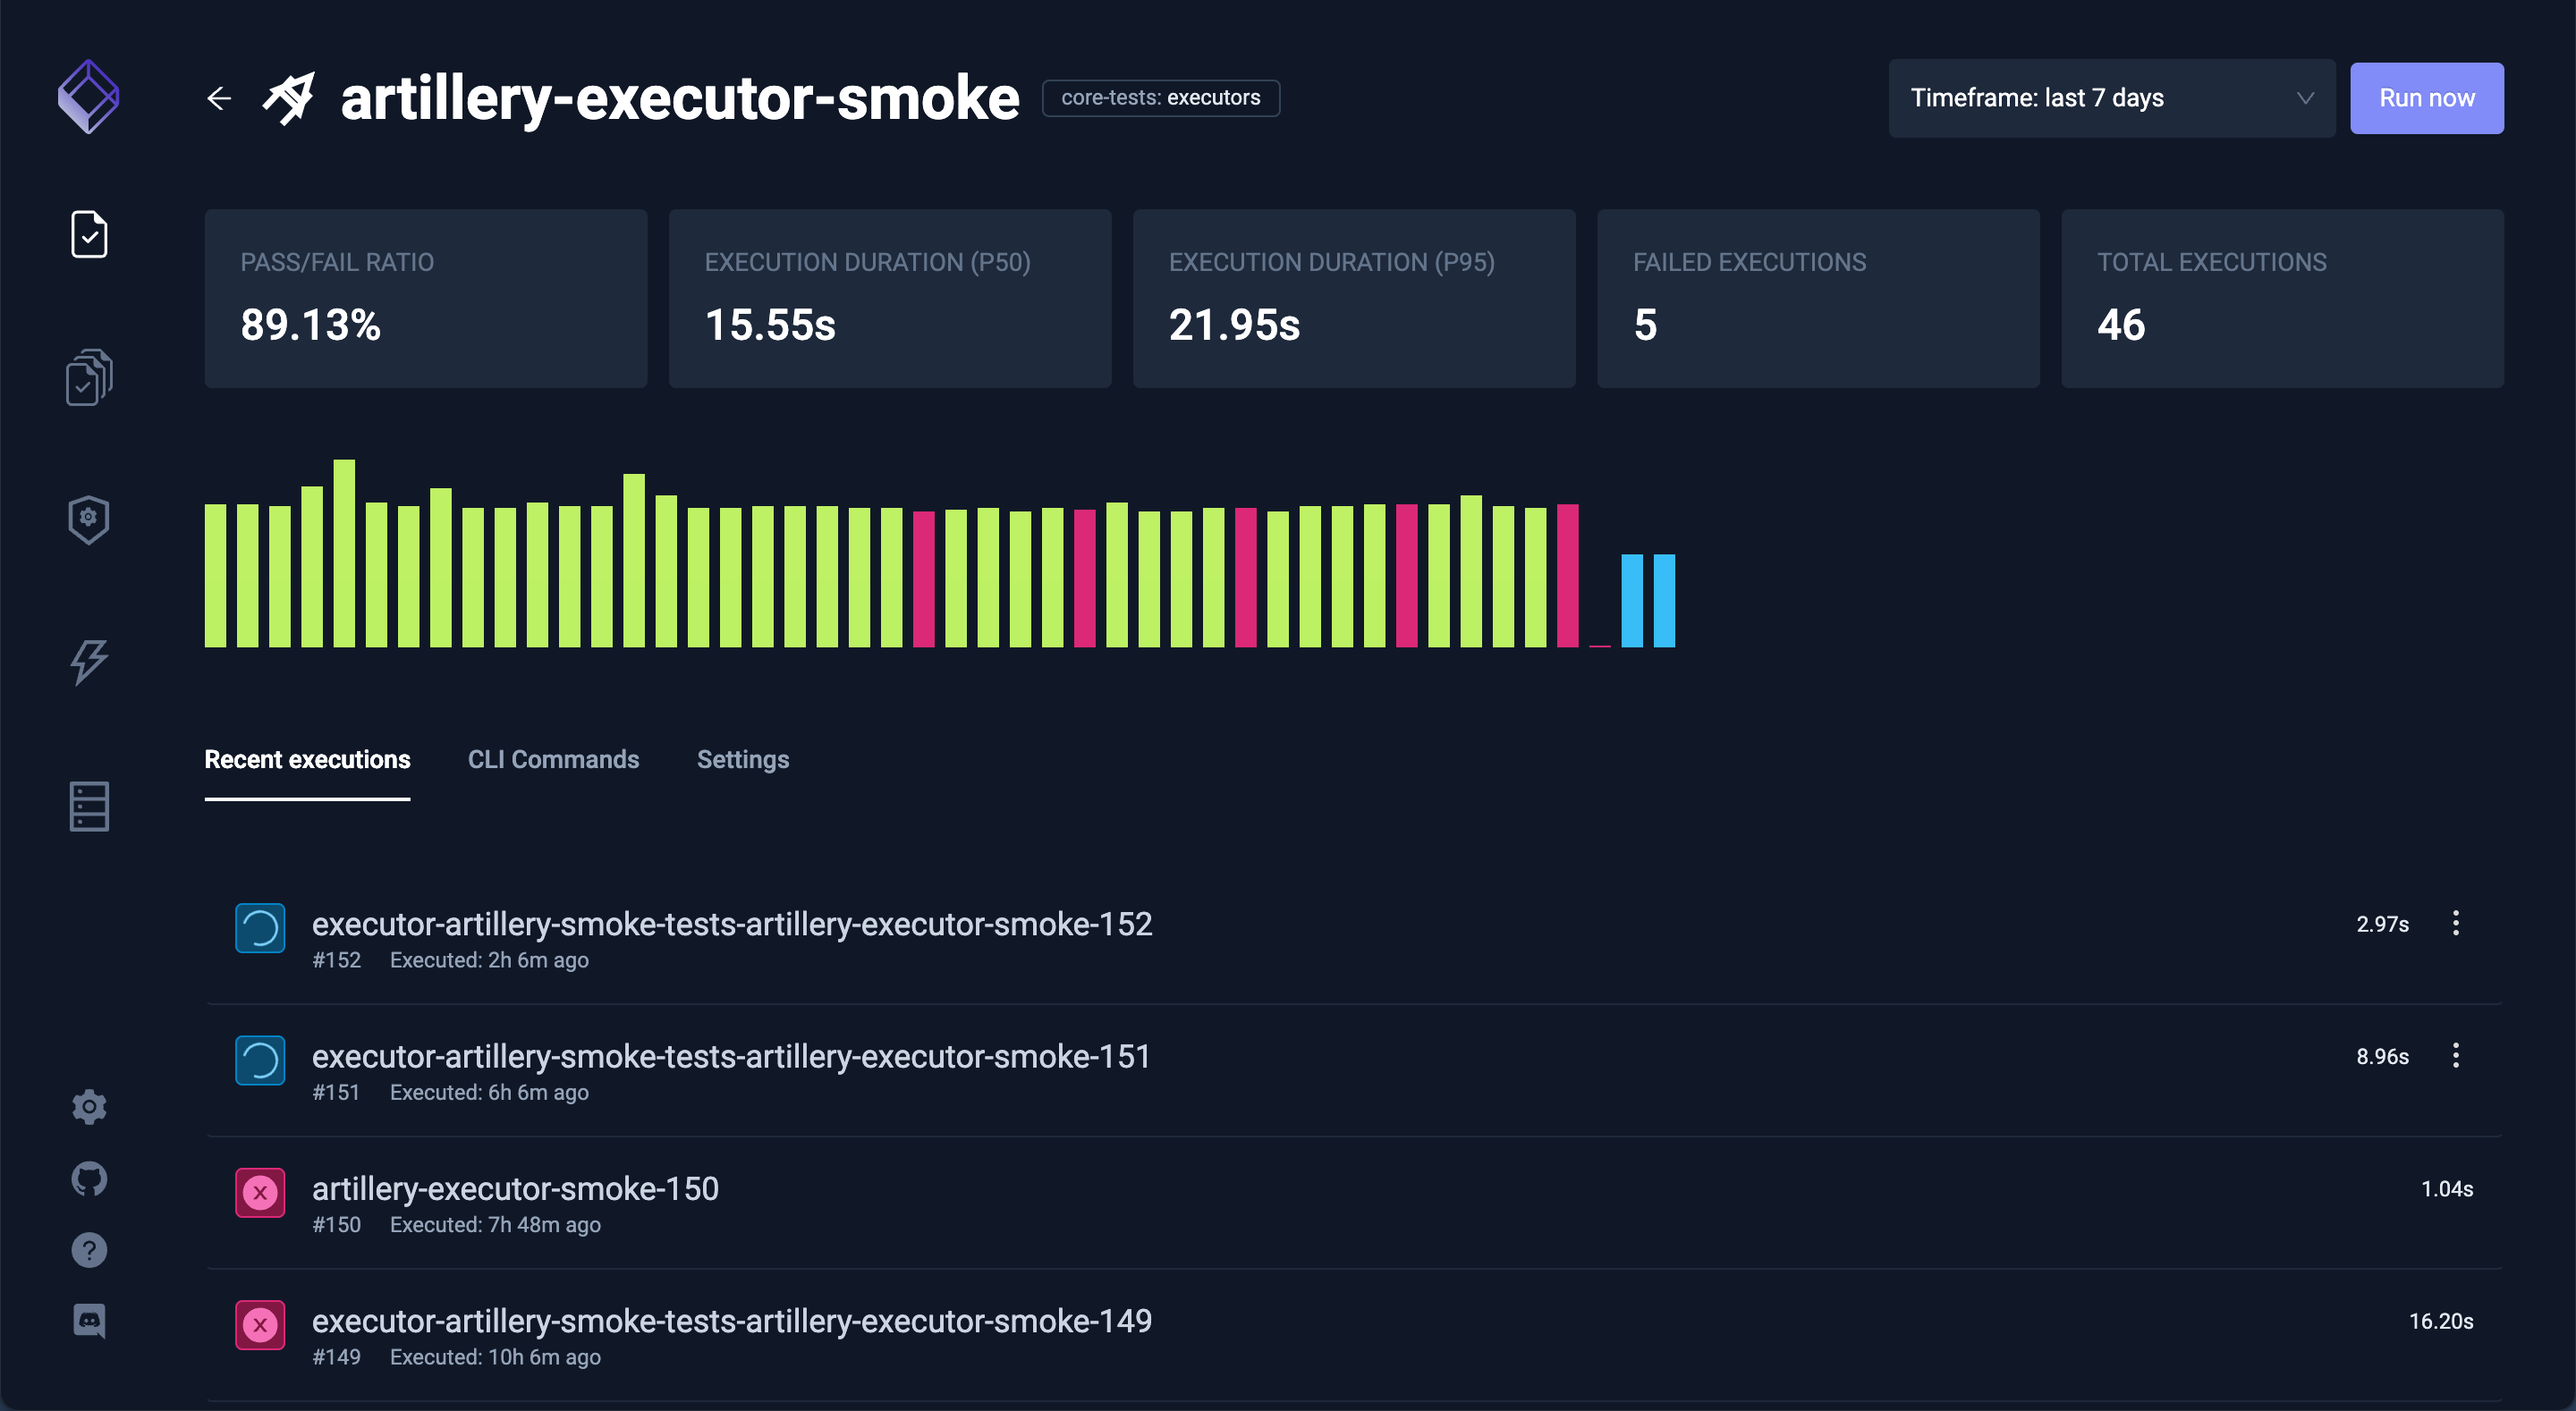 artillery-executor-smoke
core-tests: executors
Timeframe: last 7 days
Run now
PASS/FAIL RATIO
89.13%
EXECUTION DURATION (P50)
15.55s
EXECUTION DURATION (P95)
21.95s
FAILED EXECUTIONS
5
TOTAL EXECUTIONS
46
Recent executions
CLI Commands
Settings
executor-artillery-smoke-tests-artillery-executor-smoke-152
2.97s
#152 Executed: 2h 6m ago
executor-artillery-smoke-tests-artillery-executor-smoke-151
8.96s
#151 Executed: 6h 6m ago
artillery-executor-smoke-150
1.04s
#150 Executed: 7h 48m ago
executor-artillery-smoke-tests-artillery-executor-smoke-149
16.20s
#149 Executed: 10h 6m ago